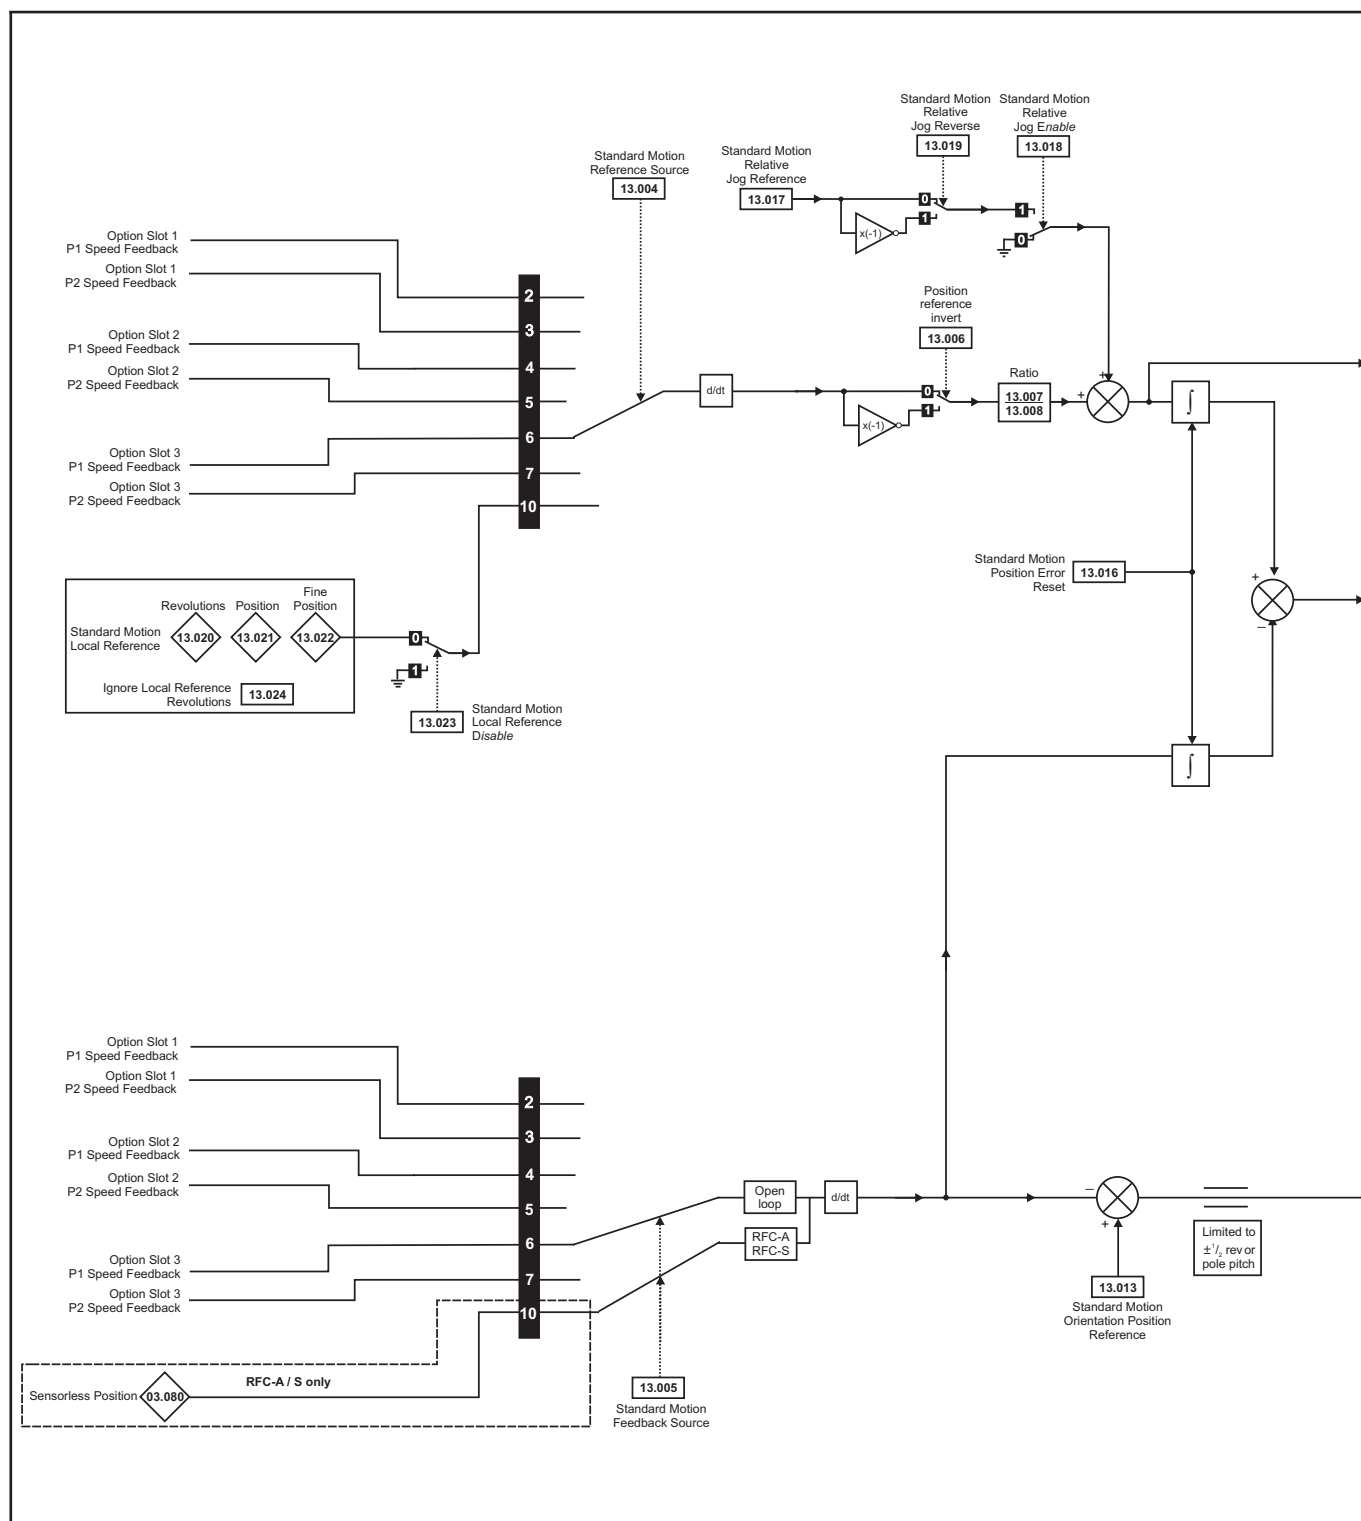 Standard Motion
Relative
Jog Reverse
13.019
Standard Motion
Relative
Jog Enable
13.018
Standard Motion
Reference Source
13.004
Standard Motion
Relative
Jog Reference
13.017
0
1
x(-1)
1
0
Option Slot 1
P1 Speed Feedback
Option Slot 1
P2 Speed Feedback
Option Slot 2
P1 Speed Feedback
Option Slot 2
P2 Speed Feedback
Option Slot 3
P1 Speed Feedback
Option Slot 3
P2 Speed Feedback
2
3
4
5
6
7
10
d/dt
Position
reference
invert
13.006
0
1
x(-1)
Ratio
13.007
13.008
+
+
∫
Standard Motion
Position Error
Reset
13.016
+
–
∫
Revolutions
Position
Fine
Position
Standard Motion
Local Reference
13.020
13.021
13.022
Ignore Local Reference
Revolutions
13.024
0
1
13.023
Standard Motion
Local Reference
Disable
Option Slot 1
P1 Speed Feedback
Option Slot 1
P2 Speed Feedback
Option Slot 2
P1 Speed Feedback
Option Slot 2
P2 Speed Feedback
Option Slot 3
P1 Speed Feedback
Option Slot 3
P2 Speed Feedback
2
3
4
5
6
7
10
Open
loop
RFC-A
RFC-S
d/dt
–
+
13.013
Standard Motion
Orientation Position
Reference
Limited to
±1/2 rev or
pole pitch
Sensorless Position
03.080
RFC-A / S only
13.005
Standard Motion
Feedback Source